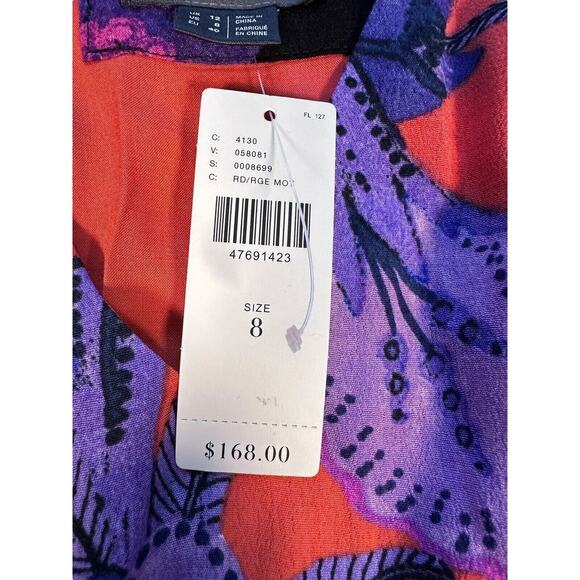 UK 12
US 8
EU 40
MADE IN
CHINA
FABRIQUÉ
EN CHINE
FL 127
C: 4130
V: 058081
S: 0008699
C: RD/RGE MOT
47691423
SIZE
8
$168.00